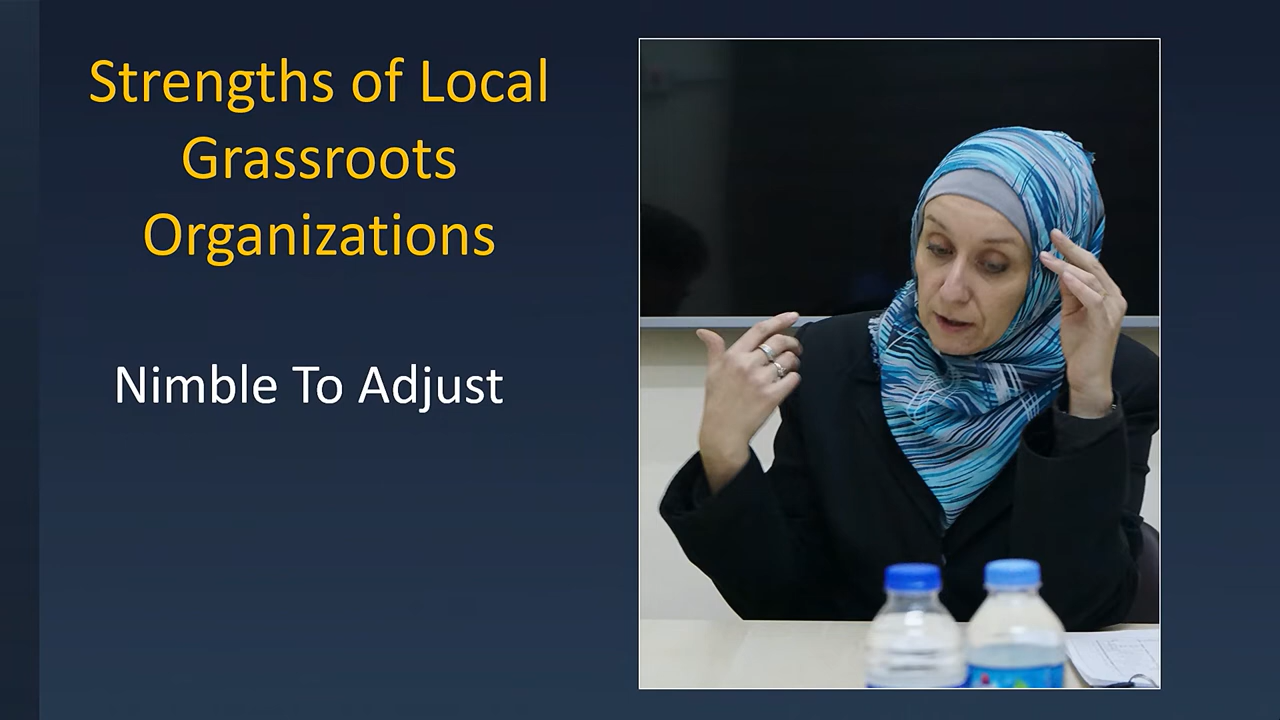 Strengths of Local
Grassroots
Organizations
Nimble To Adjust